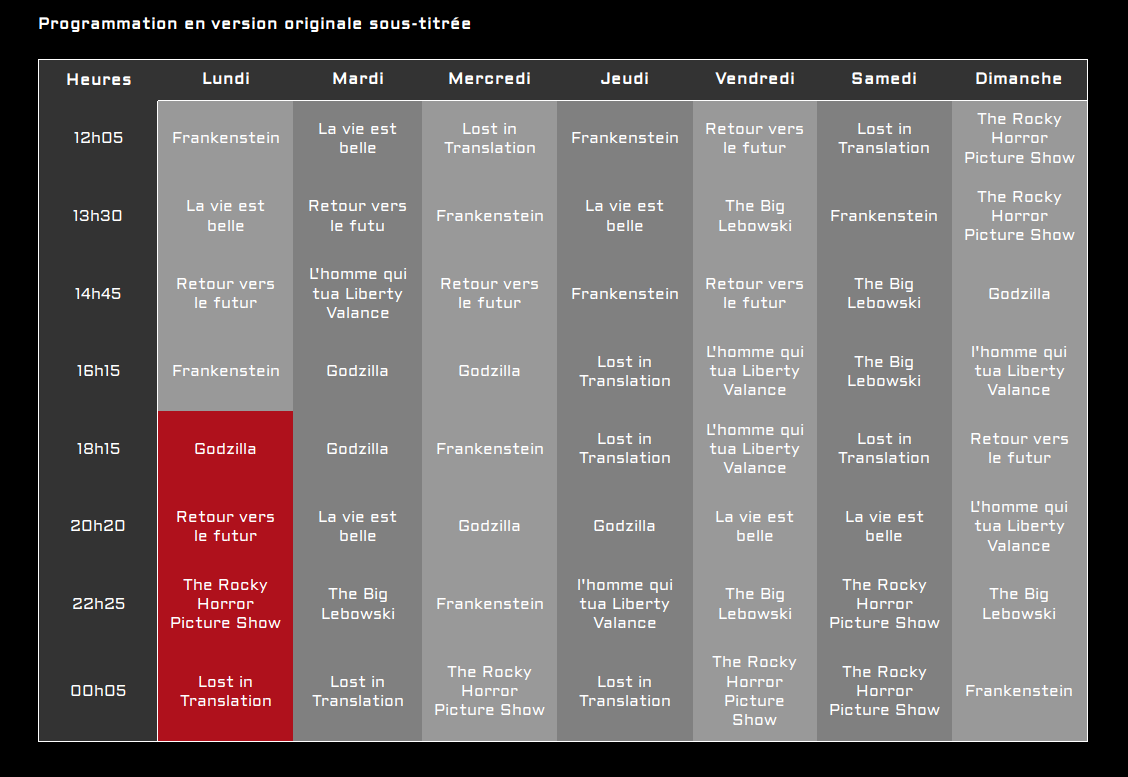 Programmation en version originale sous-titrée
Heures Lundi Mardi Mercredi Jeudi Vendredi Samedi Dimanche
12h05
Frankenstein
La vie est
belle
Lost in
Translation
Frankenstein
Retour vers
le futur
Lost in
Translation
The Rocky
Horror
Picture Show
13h30
La vie est
belle
Retour vers
le futu
Frankenstein
La vie est
belle
The Big
Lebowski
Frankenstein
The Rocky
Horror
Picture Show
14h45
Retour vers
le futur
L'homme qui
tua Liberty
Valance
Retour vers
le futur
Frankenstein
Retour vers
le futur
The Big
Lebowski
Godzilla
16h15
Frankenstein
Godzilla
Godzilla
Lost in
Translation
L'homme qui
tua Liberty
Valance
The Big
Lebowski
l'homme qui
tua Liberty
Valance
18h15
Godzilla
Godzilla
Frankenstein
Lost in
Translation
L'homme qui
tua Liberty
Valance
Lost in
Translation
Retour vers
le futur
20h20
Retour vers
le futur
La vie est
belle
Godzilla
Godzilla
La vie est
belle
La vie est
belle
L'homme qui
tua Liberty
Valance
22h25
The Rocky
Horror
Picture Show
The Big
Lebowski
Frankenstein
l'homme qui
tua Liberty
Valance
The Big
Lebowski
The Rocky
Horror
Picture Show
The Big
Lebowski
00h05
Lost in
Translation
Lost in
Translation
The Rocky
Horror
Picture Show
Lost in
Translation
The Rocky
Horror
Picture
Show
The Rocky
Horror
Picture Show
Frankenstein